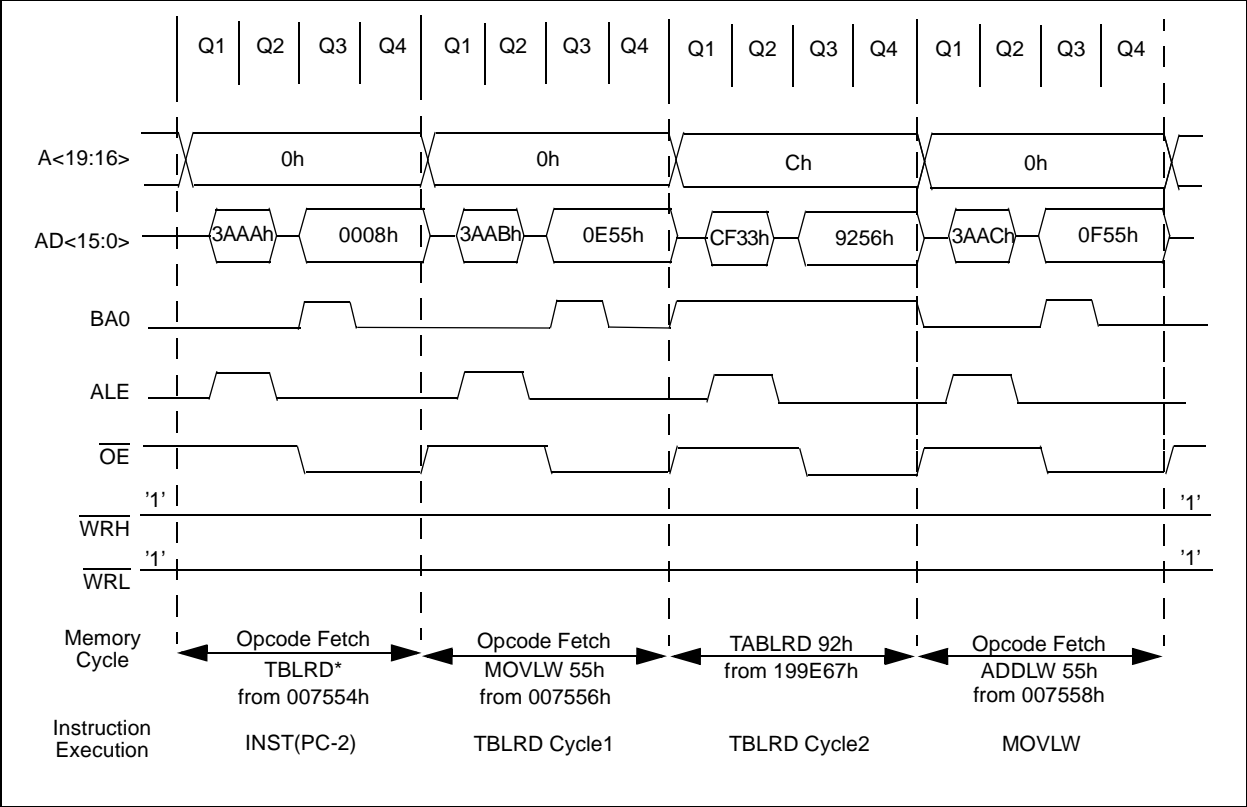 Q1 Q2 Q3 Q4 Q1 Q2 Q3 Q4 Q1 Q2 Q3 Q4 Q1 Q2 Q3 Q4
A<19:16> 0h 0h Ch 0h
AD<15:0> 3AAAh 0008h 3AABh 0E55h CF33h 9256h 3AACh 0F55h
BA0
ALE
OE
'1' '1'
WRH
'1' '1'
WRL
Memory
Cycle
Opcode Fetch
TBLRD*
from 007554h
Opcode Fetch
MOVLW 55h
from 007556h
TABLRD 92h
from 199E67h
Opcode Fetch
ADDLW 55h
from 007558h
Instruction
Execution
INST(PC-2) TBLRD Cycle1 TBLRD Cycle2 MOVLW